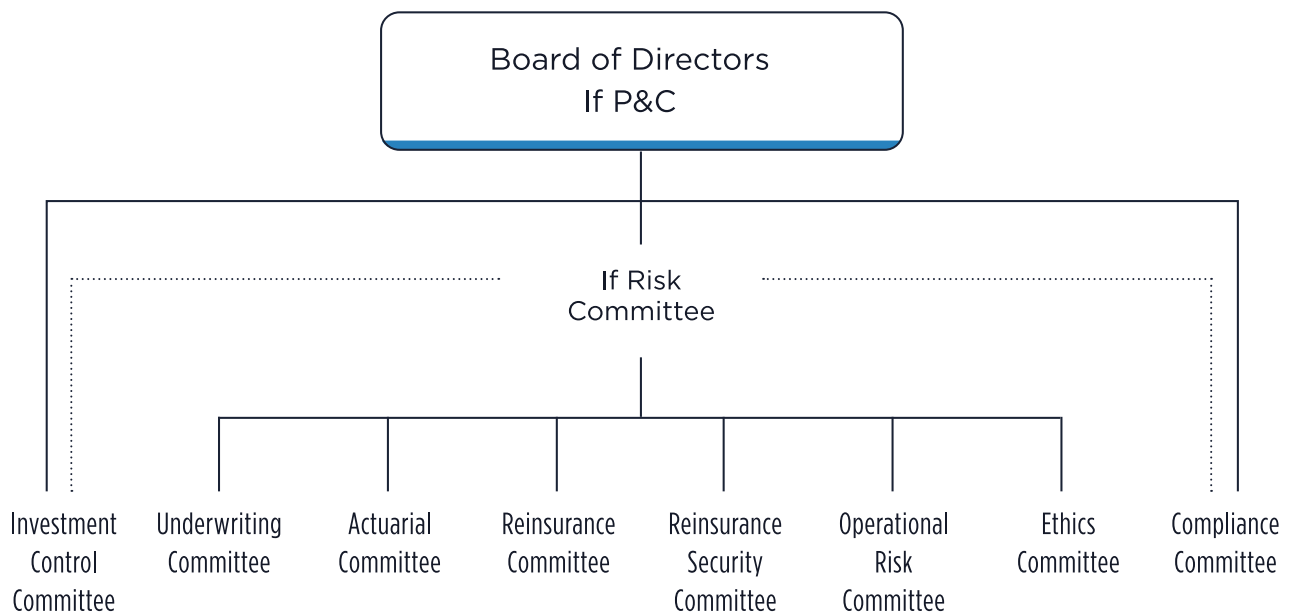 Board of Directors
If P&C
If Risk
Committee
Investment
Control
Committee
Underwriting
Committee
Actuarial
Committee
Reinsurance
Committee
Reinsurance
Security
Committee
Operational
Risk
Committee
Ethics
Committee
Compliance
Committee